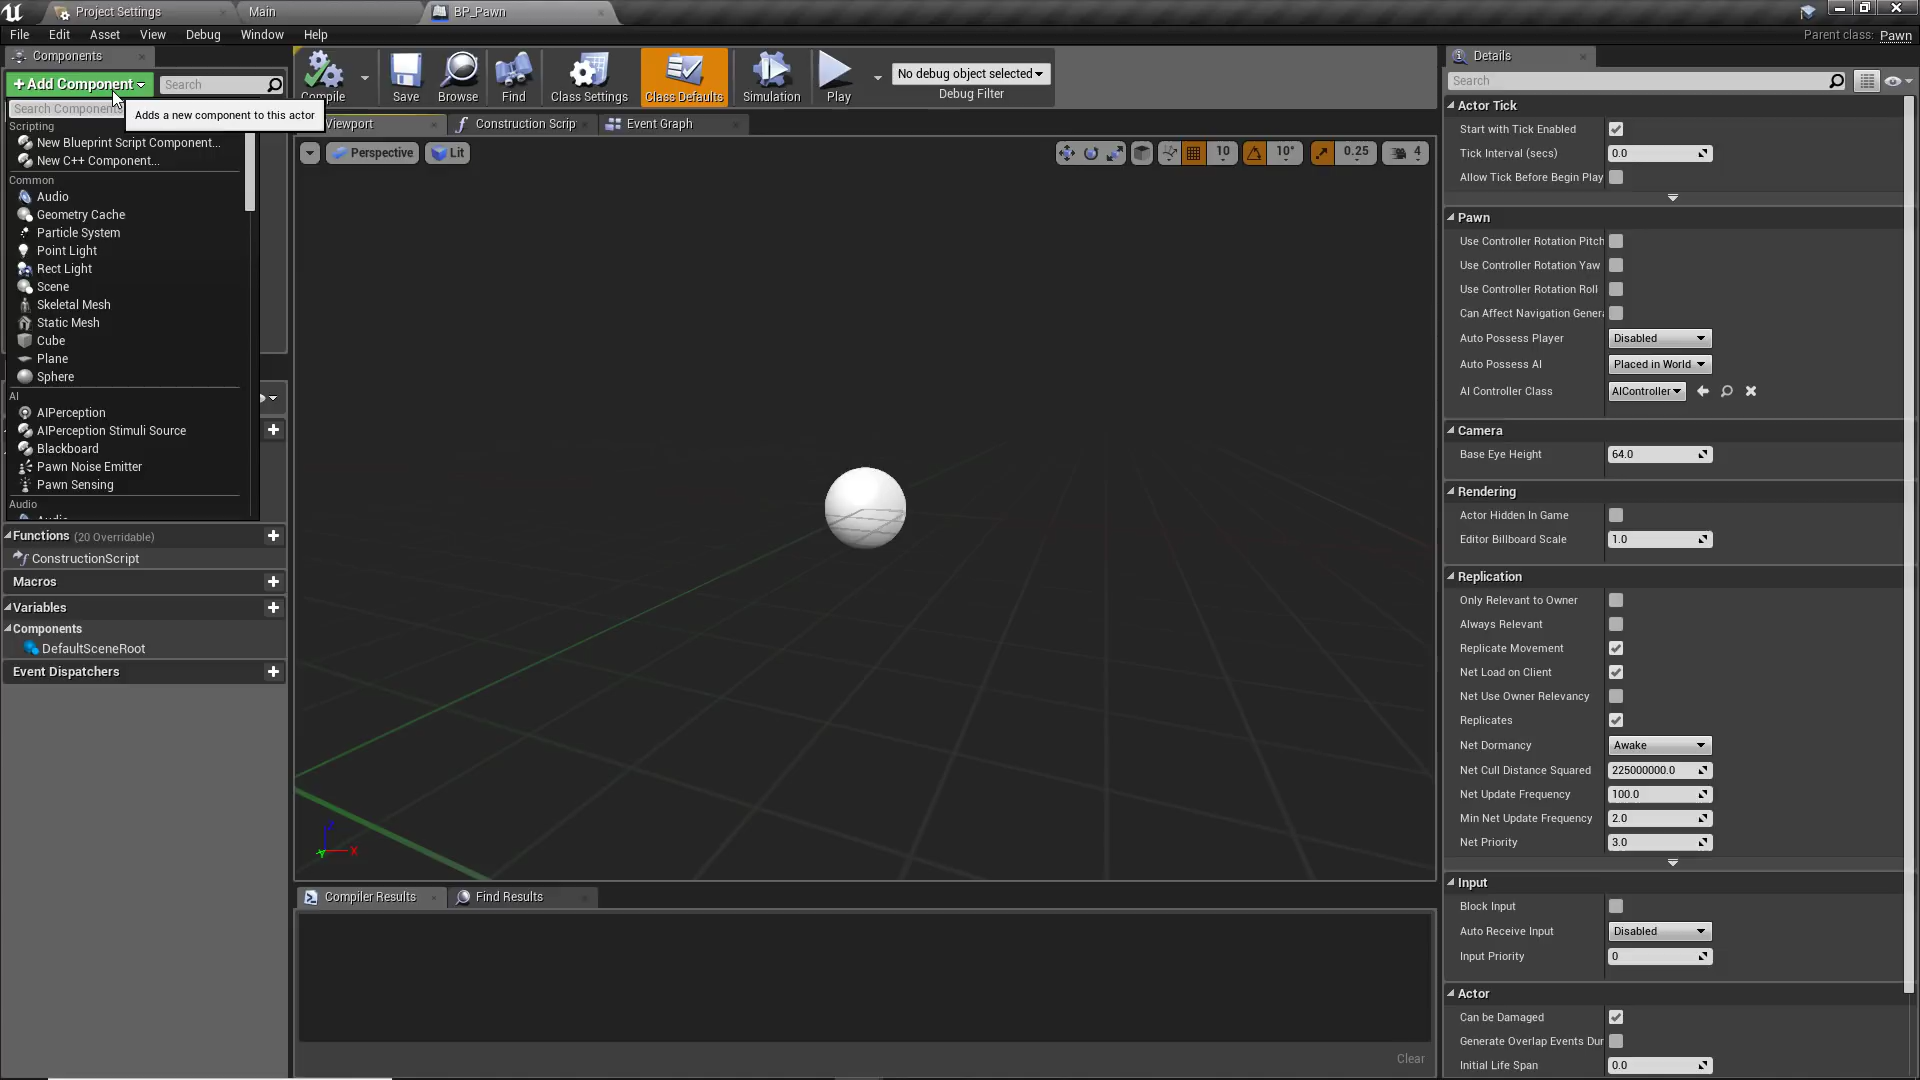 Project Settings
Main
BP_Pawn
File Edit Asset View Debug Window Help
Parent class: Pawn
Components
+Add Component
Search
Search Components
Adds a new component to this actor
Scripting
New Blueprint Script Component...
New C++ Component...
Common
Audio
Geometry Cache
Particle System
Point Light
Rect Light
Scene
Skeletal Mesh
Static Mesh
Cube
Plane
Sphere
AI
AIPerception
AIPerception Stimuli Source
Blackboard
Pawn Noise Emitter
Pawn Sensing
Audio
Functions (20 Overridable)
ConstructionScript
Macros
Variables
Components
DefaultSceneRoot
Event Dispatchers
Compile
Save
Browse
Find
Class Settings
Class Defaults
Simulation
Play
No debug object selected
Debug Filter
Viewport
Construction Scrip
Event Graph
Perspective
Lit
10
10°
0.25
4
Z
X
Y
Compiler Results
Find Results
Clear
Details
Search
Actor Tick
Start with Tick Enabled
Tick Interval (secs) 0.0
Allow Tick Before Begin Play
Pawn
Use Controller Rotation Pitch
Use Controller Rotation Yaw
Use Controller Rotation Roll
Can Affect Navigation Genera
Auto Possess Player Disabled
Auto Possess AI Placed in World
AI Controller Class AIController
Camera
Base Eye Height 64.0
Rendering
Actor Hidden In Game
Editor Billboard Scale 1.0
Replication
Only Relevant to Owner
Always Relevant
Replicate Movement
Net Load on Client
Net Use Owner Relevancy
Replicates
Net Dormancy Awake
Net Cull Distance Squared 225000000.0
Net Update Frequency 100.0
Min Net Update Frequency 2.0
Net Priority 3.0
Input
Block Input
Auto Receive Input Disabled
Input Priority 0
Actor
Can be Damaged
Generate Overlap Events Dur
Initial Life Span 0.0